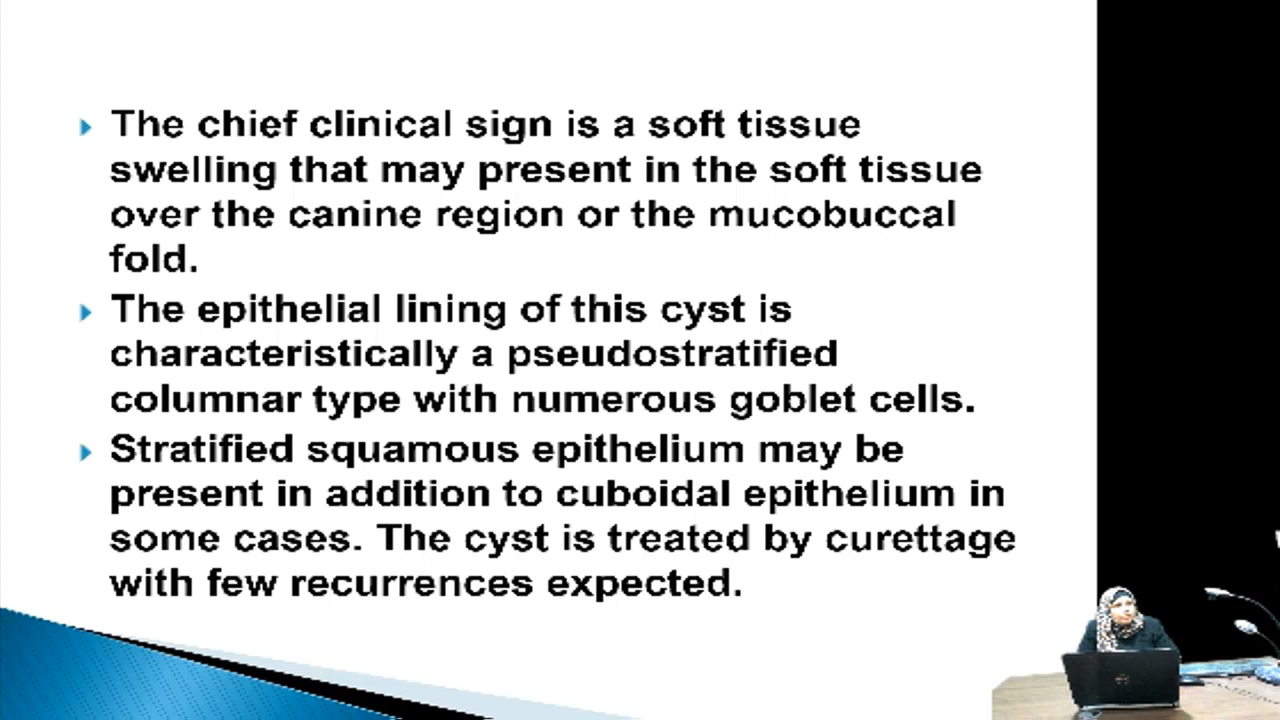 The chief clinical sign is a soft tissue
swelling that may present in the soft tissue
over the canine region or the mucobuccal
fold.
The epithelial lining of this cyst is
characteristically a pseudostratified
columnar type with numerous goblet cells.
Stratified squamous epithelium may be
present in addition to cuboidal epithelium in
some cases. The cyst is treated by curettage
with few recurrences expected.